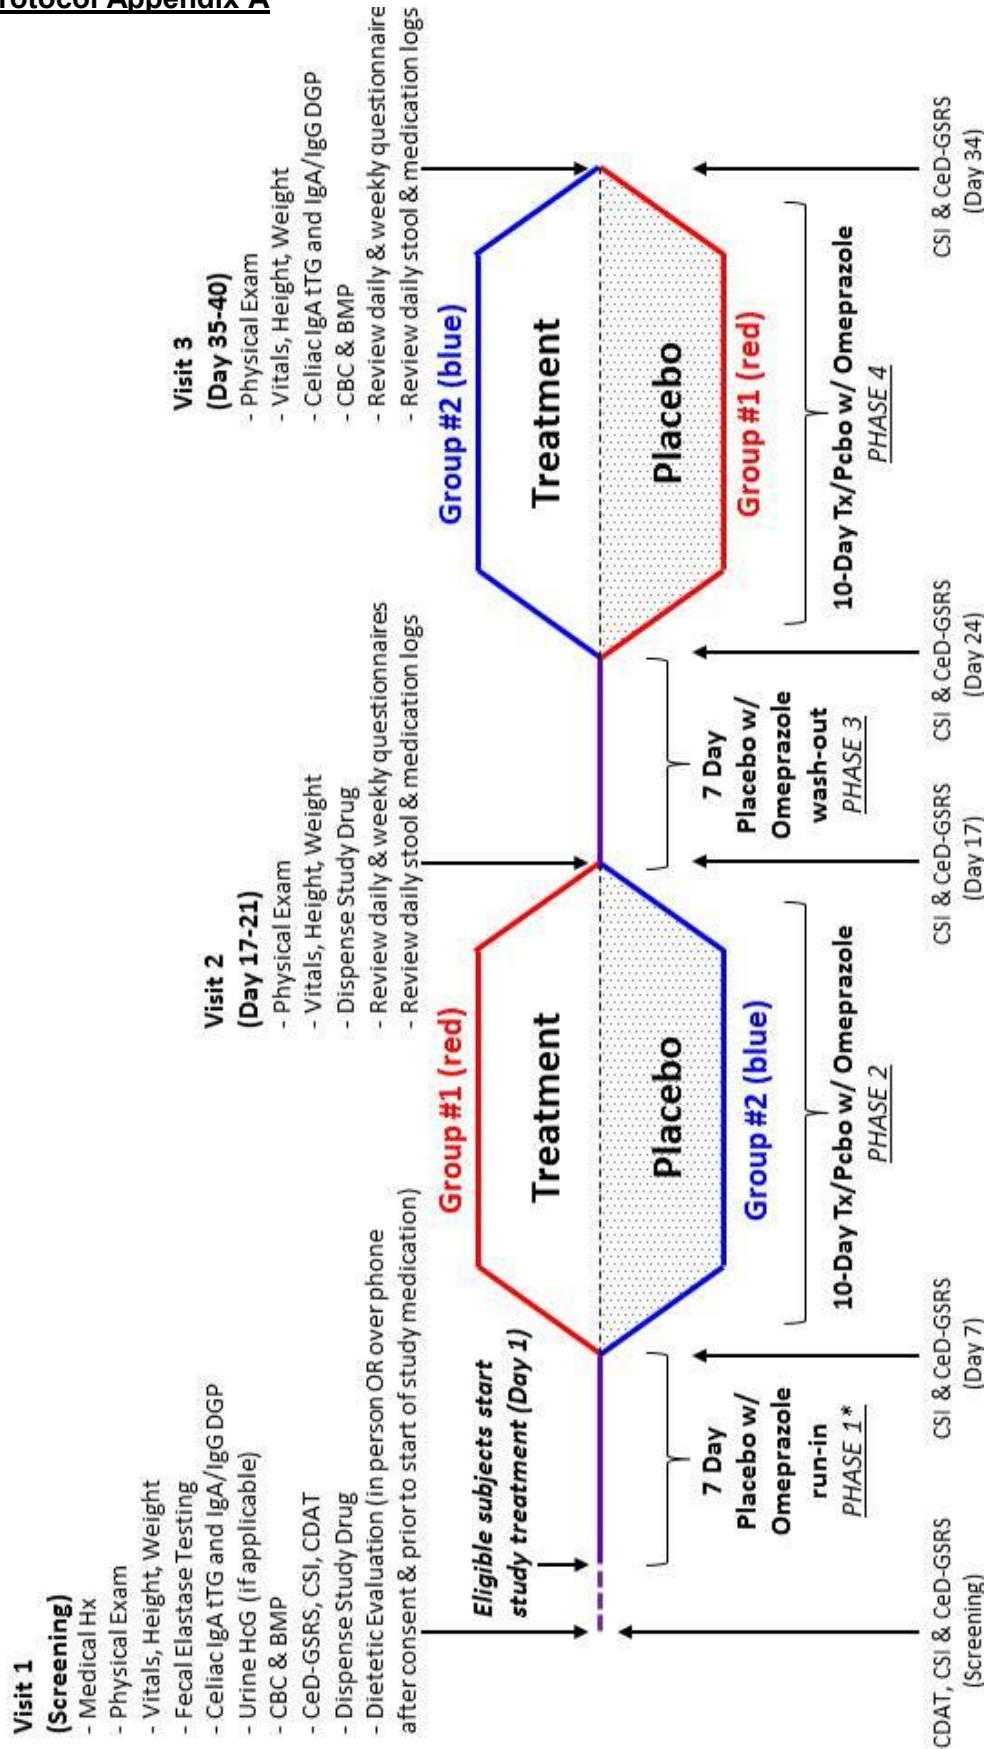 rotocol Appendix A
Visit 1
(Screening)
- Medical Hx
- Physical Exam
- Vitals, Height, Weight
- Fecal Elastase Testing
- Celiac IgA tTG and IgA/IgG DGP
- Urine HcG (if applicable)
- CBC & BMP
- CeD-GSRS, CSI, CDAT
- Dispense Study Drug
- Dietetic Evaluation (in person OR over phone
after consent & prior to start of study medication)
Visit 2
(Day 17-21)
- Physical Exam
- Vitals, Height, Weight
- Dispense Study Drug
- Review daily & weekly questionnaires
- Review daily stool & medication logs
Visit 3
(Day 35-40)
- Physical Exam
- Vitals, Height, Weight
- Celiac IgA tTG and IgA/IgG DGP
- CBC & BMP
- Review daily & weekly questionnaire
- Review daily stool & medication logs
Eligible subjects start
study treatment (Day 1)
Group #1 (red)
Treatment
Placebo
Group #2 (blue)
Group #2 (blue)
Treatment
Placebo
Group #1 (red)
7 Day
Placebo w/
Omeprazole
run-in
PHASE 1*
10-Day Tx/Pcbo w/ Omeprazole
PHASE 2
7 Day
Placebo w/
Omeprazole
wash-out
PHASE 3
10-Day Tx/Pcbo w/ Omeprazole
PHASE 4
CDAT, CSI & CeD-GSRS
(Screening)
CSI & CeD-GSRS
(Day 7)
CSI & CeD-GSRS
(Day 17)
CSI & CeD-GSRS
(Day 24)
CSI & CeD-GSRS
(Day 34)